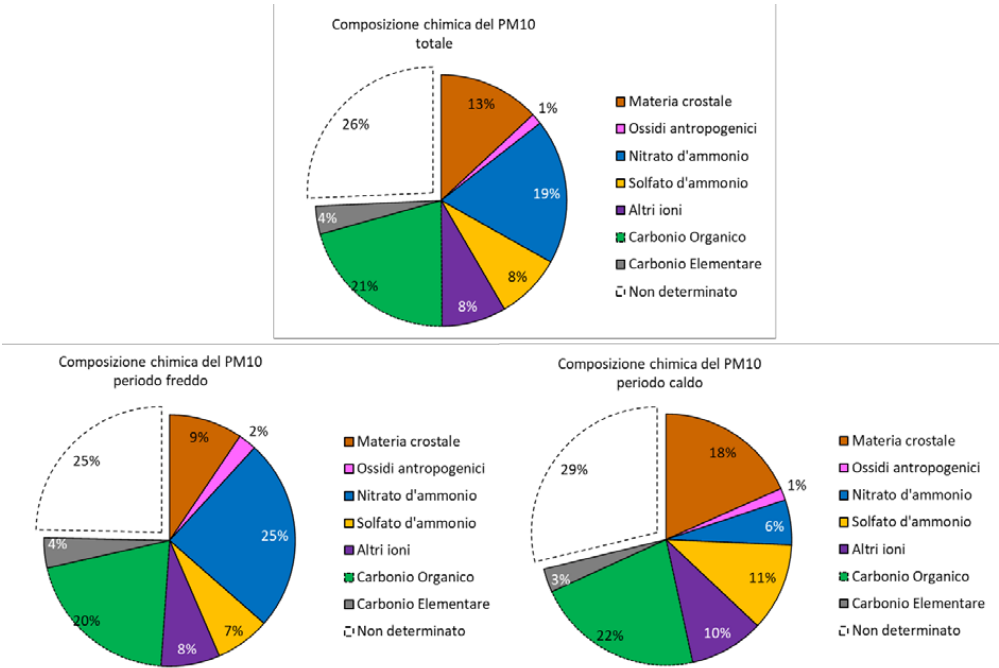 Composizione chimica del PM10
totale
13%
1%
19%
8%
8%
21%
4%
26%
Materia crostale
Ossidi antropogenici
Nitrato d'ammonio
Solfato d'ammonio
Altri ioni
Carbonio Organico
Carbonio Elementare
Non determinato
Composizione chimica del PM10
periodo freddo
9%
2%
25%
7%
8%
20%
4%
25%
Materia crostale
Ossidi antropogenici
Nitrato d'ammonio
Solfato d'ammonio
Altri ioni
Carbonio Organico
Carbonio Elementare
Non determinato
Composizione chimica del PM10
periodo caldo
18%
1%
6%
11%
10%
22%
3%
29%
Materia crostale
Ossidi antropogenici
Nitrato d'ammonio
Solfato d'ammonio
Altri ioni
Carbonio Organico
Carbonio Elementare
Non determinato